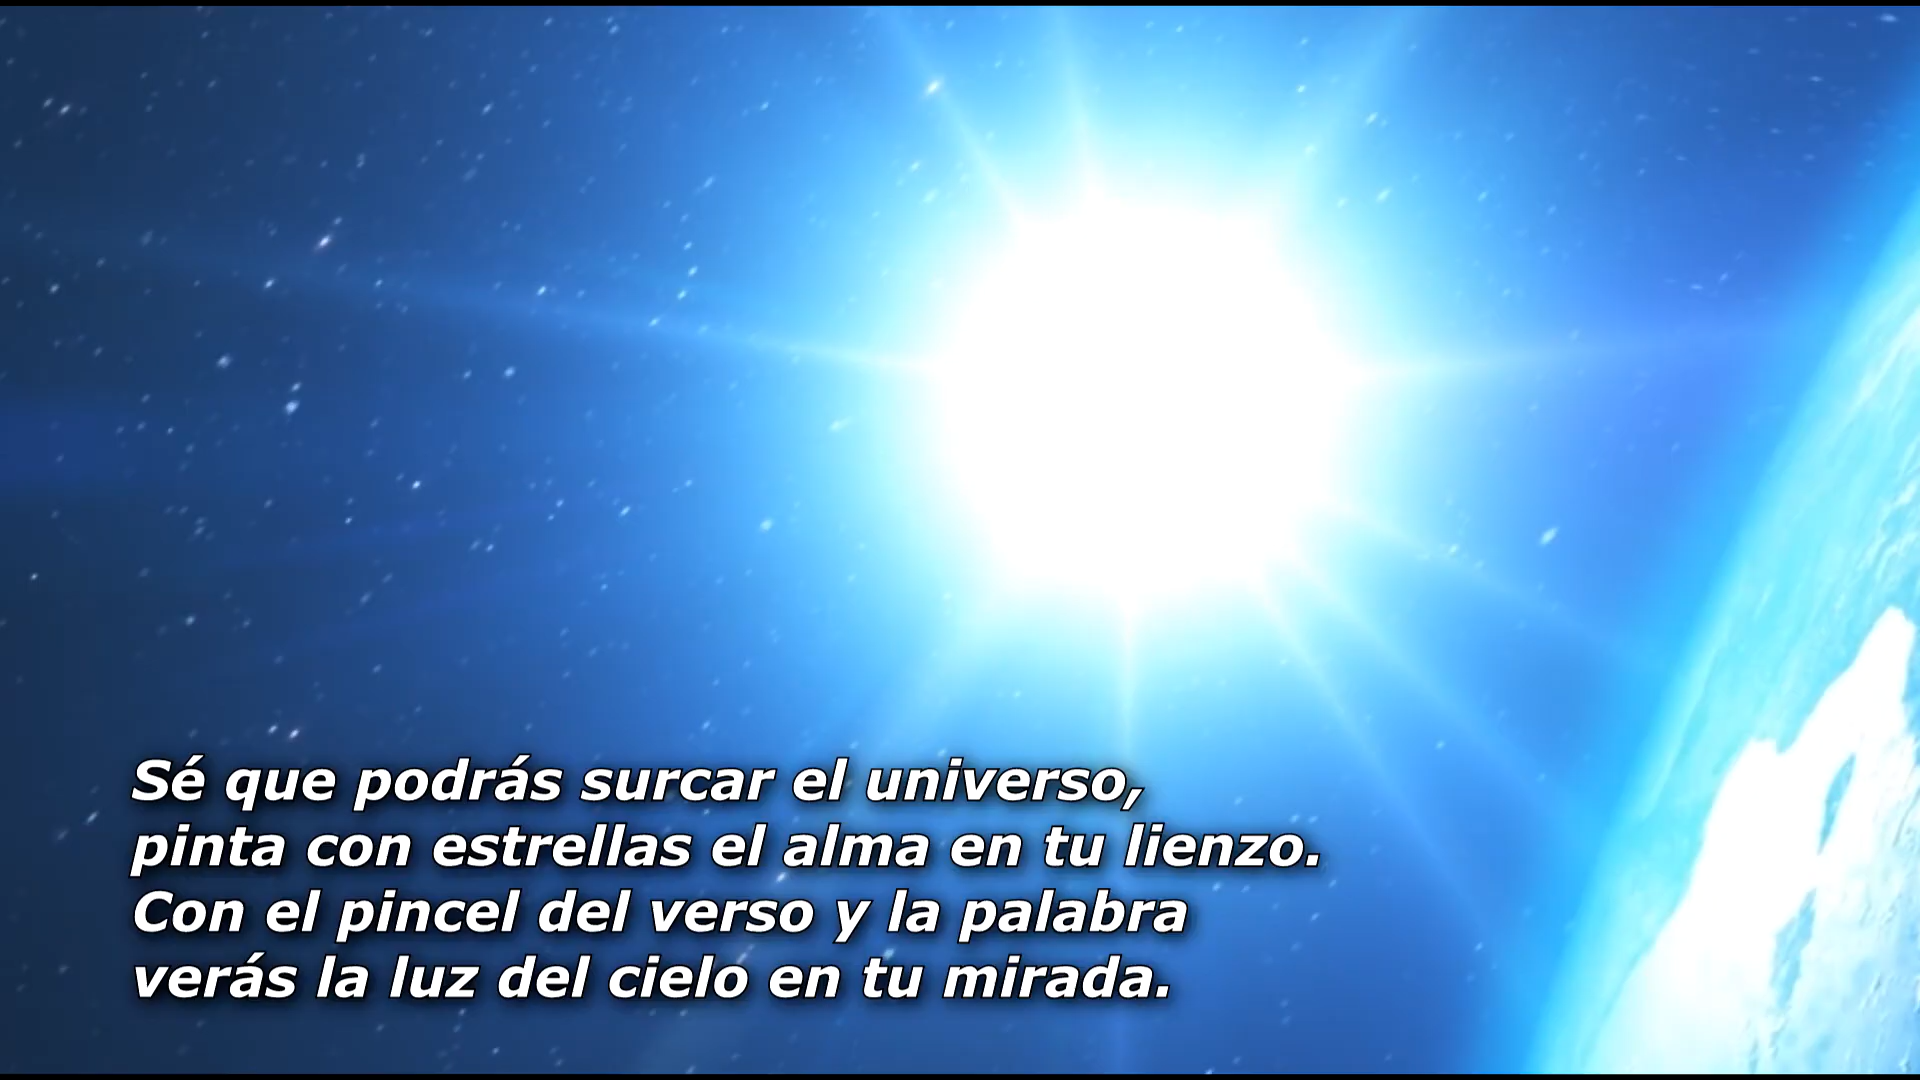 Sé que podrás surcar el universo,
pinta con estrellas el alma en tu lienzo.
Con el pincel del verso y la palabra
verás la luz del cielo en tu mirada.